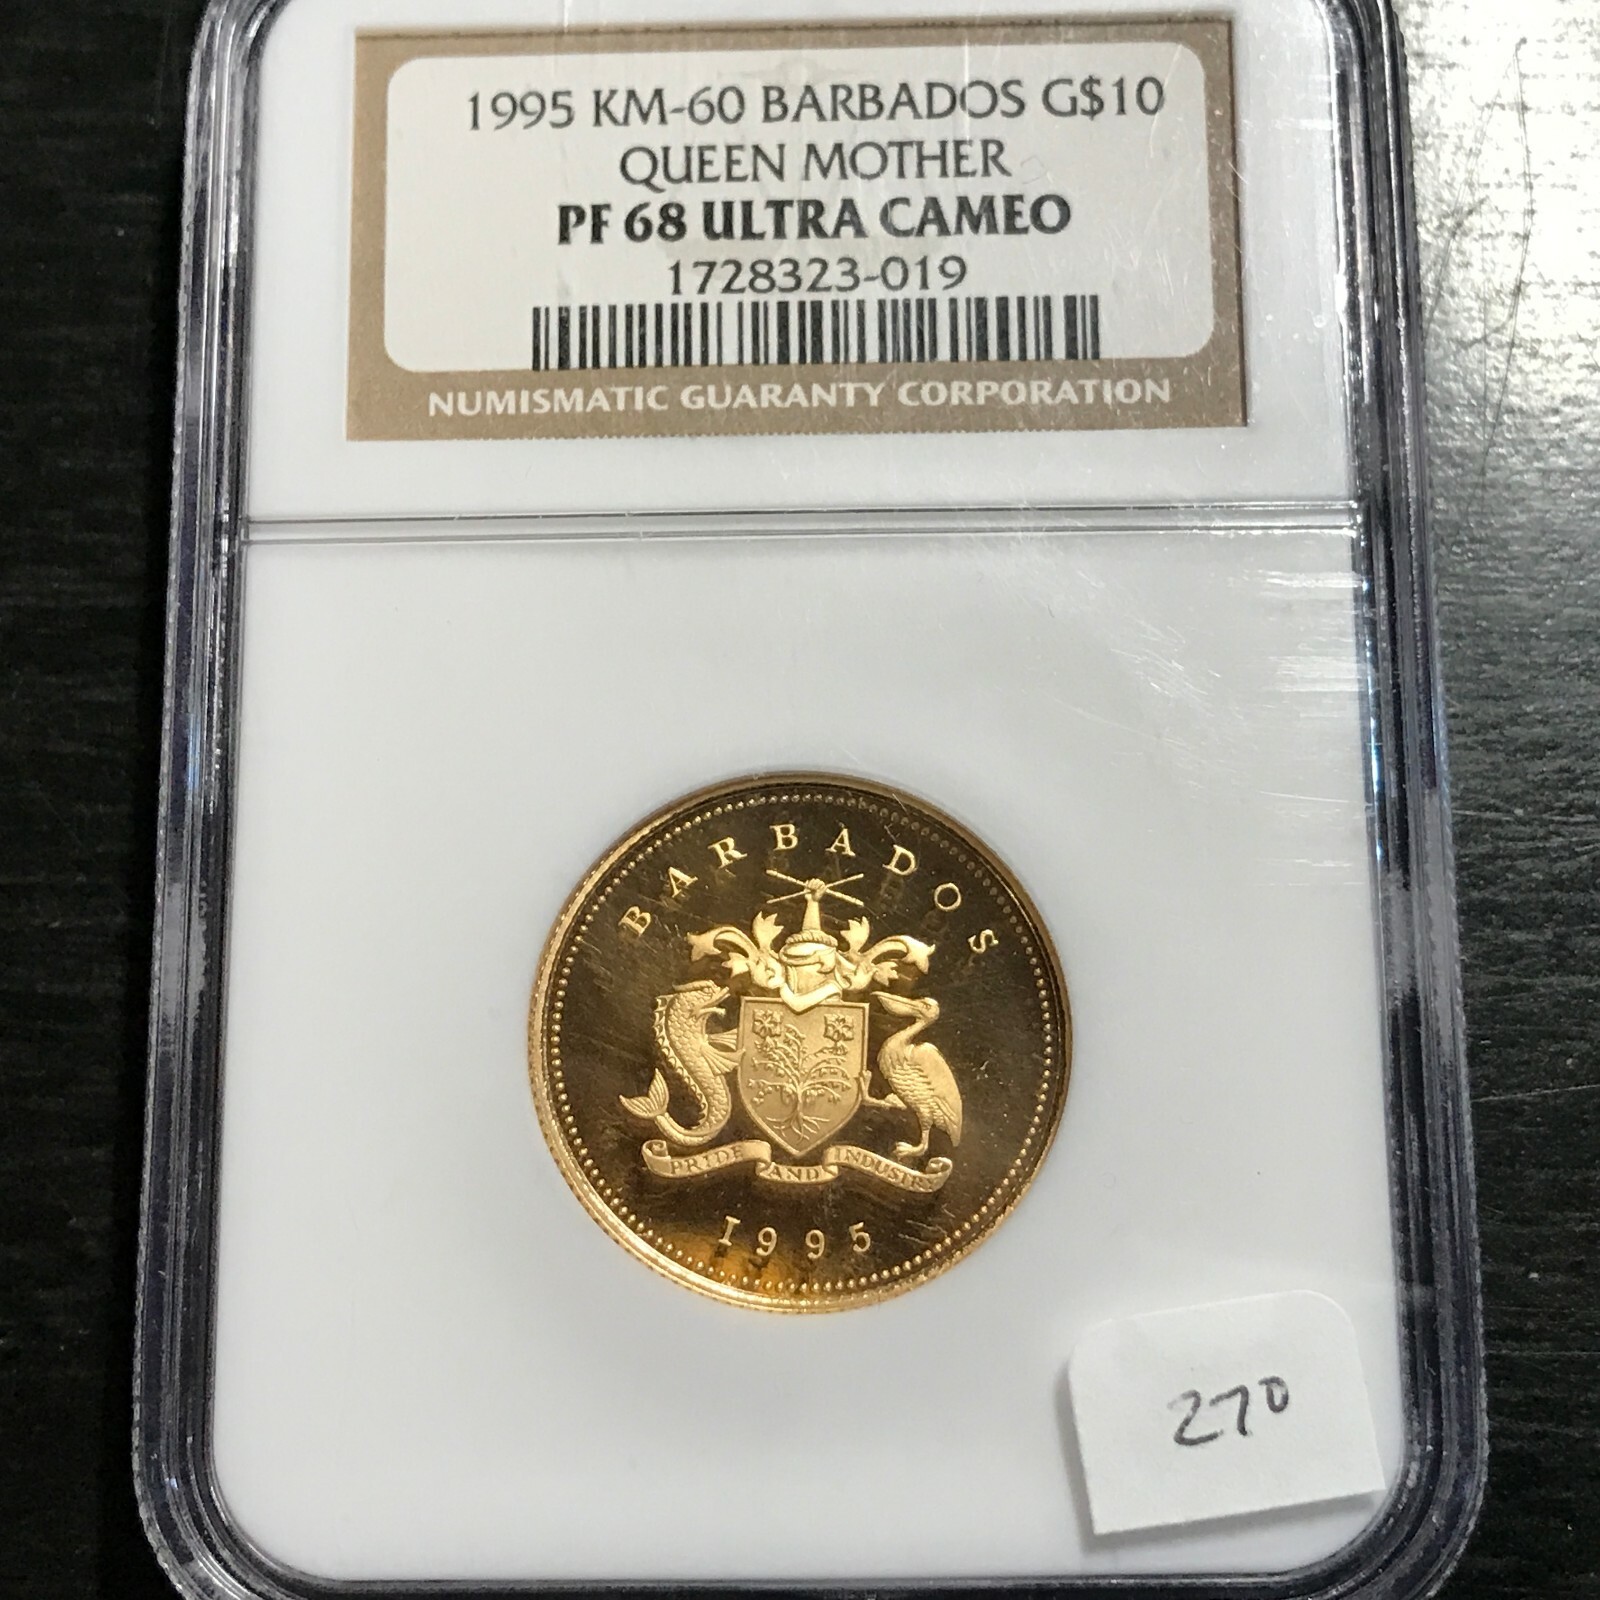 1995 KM-60 BARBADOS G$10
QUEEN MOTHER
PF 68 ULTRA CAMEO
1728323-019
NUMISMATIC GUARANTY CORPORATION
BARBADOS
PRIDE AND INDUSTRY
1995
270